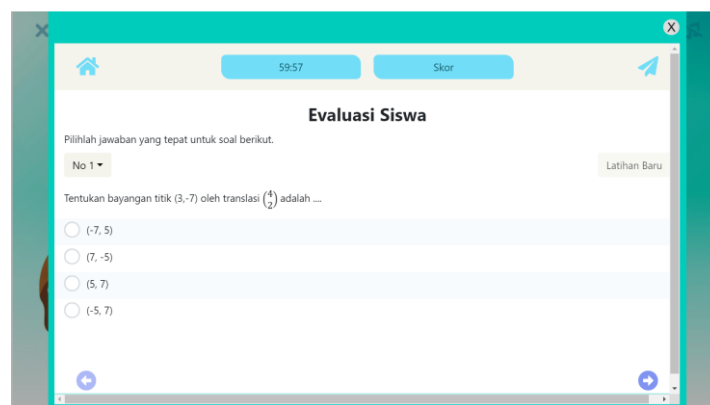 X
59:57
Skor
Evaluasi Siswa
Pilihlah jawaban yang tepat untuk soal berikut.
No 1
Latihan Baru
Tentukan bayangan titik (3,-7) oleh translasi (4 2) adalah ....
(-7, 5)
(7, -5)
(5, 7)
(-5, 7)